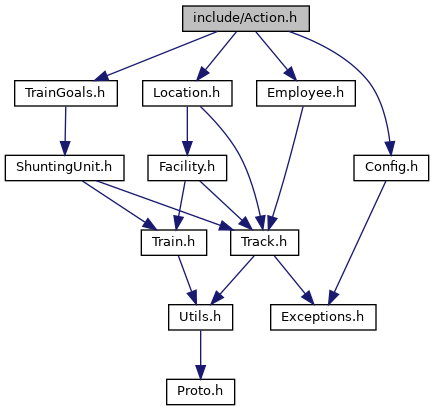 include/Action.h
TrainGoals.h
Location.h
Employee.h
ShuntingUnit.h
Facility.h
Config.h
Train.h
Track.h
Utils.h
Exceptions.h
Proto.h